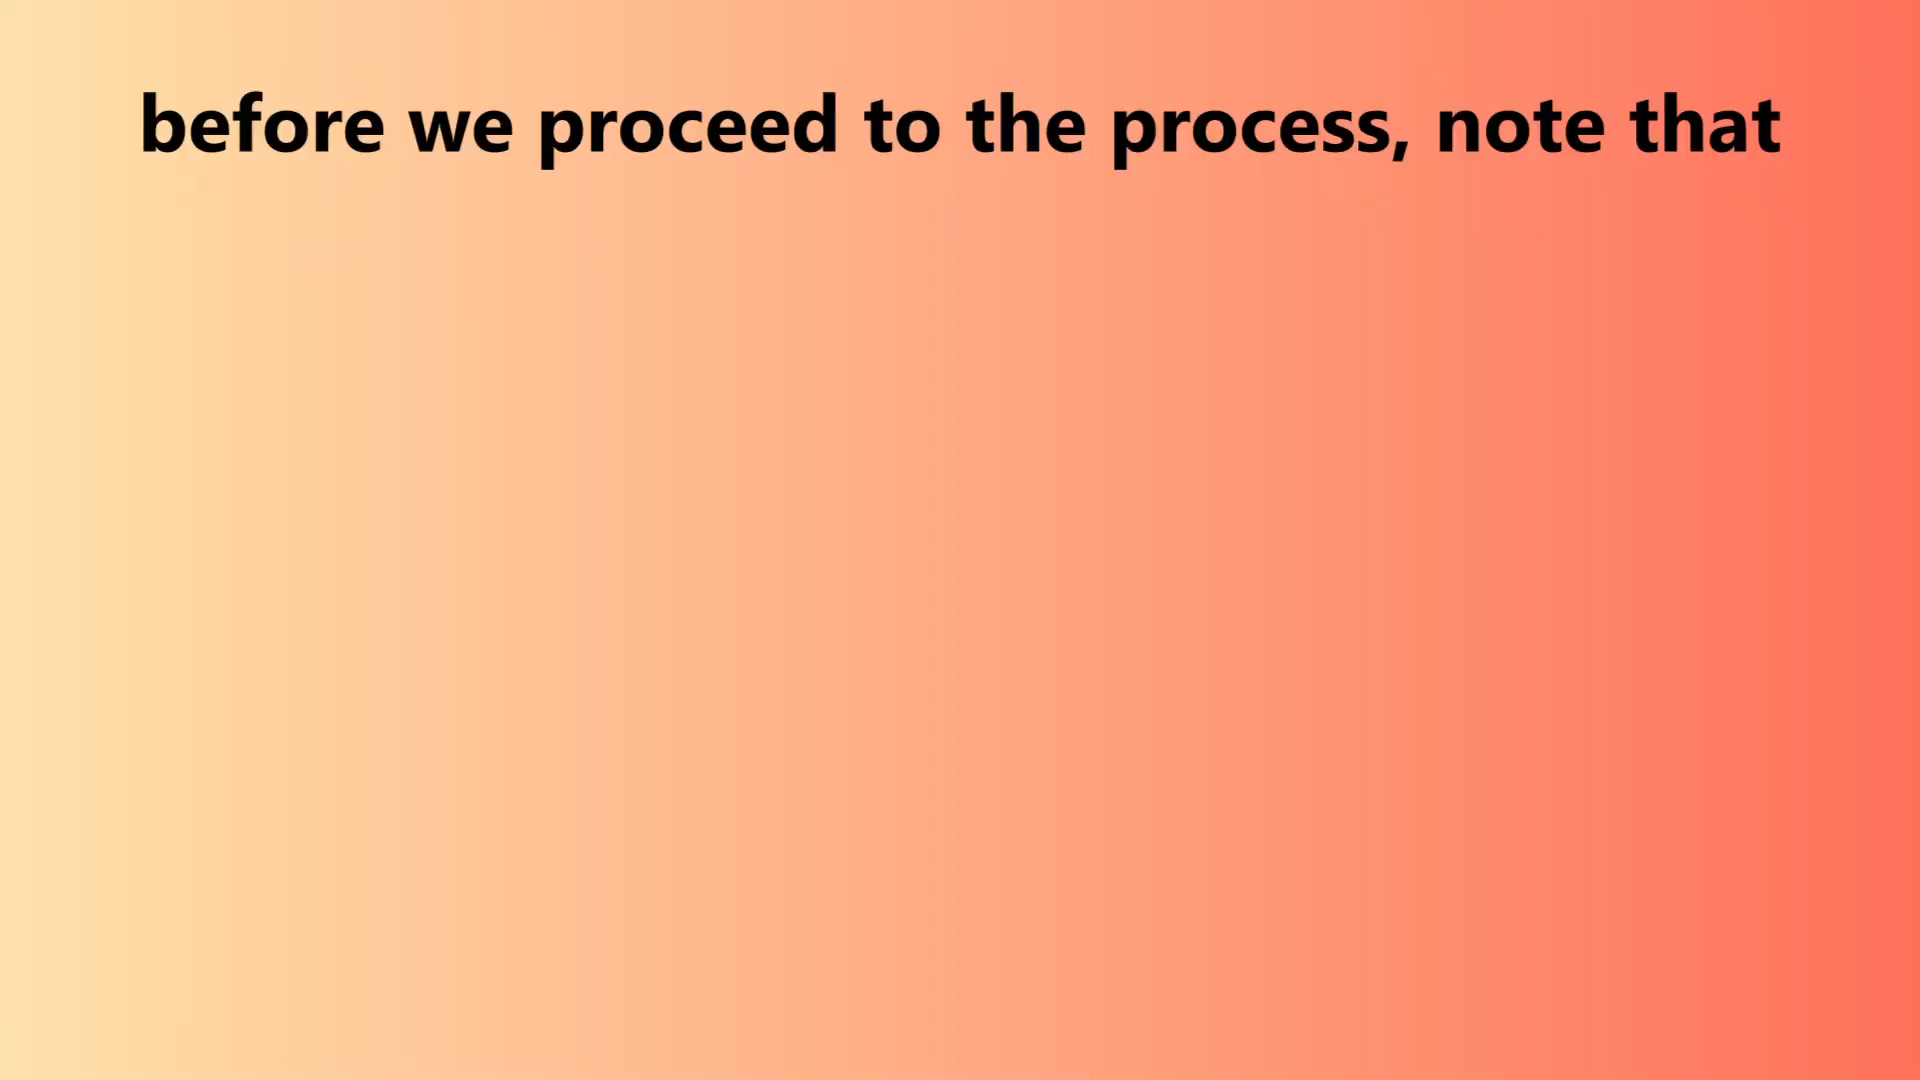 before we proceed to the process, note that